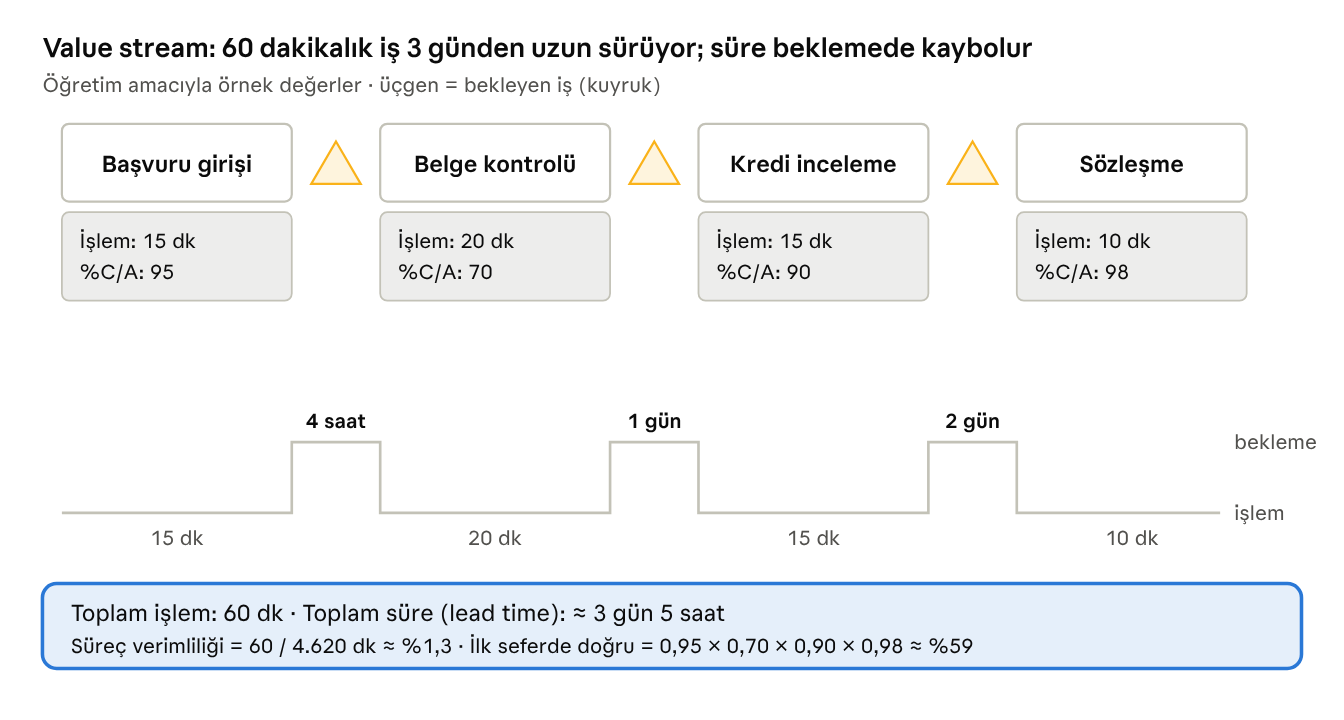 Value stream: 60 dakikalık iş 3 günden uzun sürüyor; süre beklemede kaybolur
Öğretim amacıyla örnek değerler · üçgen = bekleyen iş (kuyruk)
Başvuru girişi
Belge kontrolü
Kredi inceleme
Sözleşme
İşlem: 15 dk
%C/A: 95
İşlem: 20 dk
%C/A: 70
İşlem: 15 dk
%C/A: 90
İşlem: 10 dk
%C/A: 98
4 saat
1 gün
2 gün
bekleme
işlem
15 dk
20 dk
15 dk
10 dk
Toplam işlem: 60 dk · Toplam süre (lead time): ≈ 3 gün 5 saat
Süreç verimliliği = 60 / 4.620 dk ≈ %1,3 · İlk seferde doğru = 0,95 × 0,70 × 0,90 × 0,98 ≈ %59